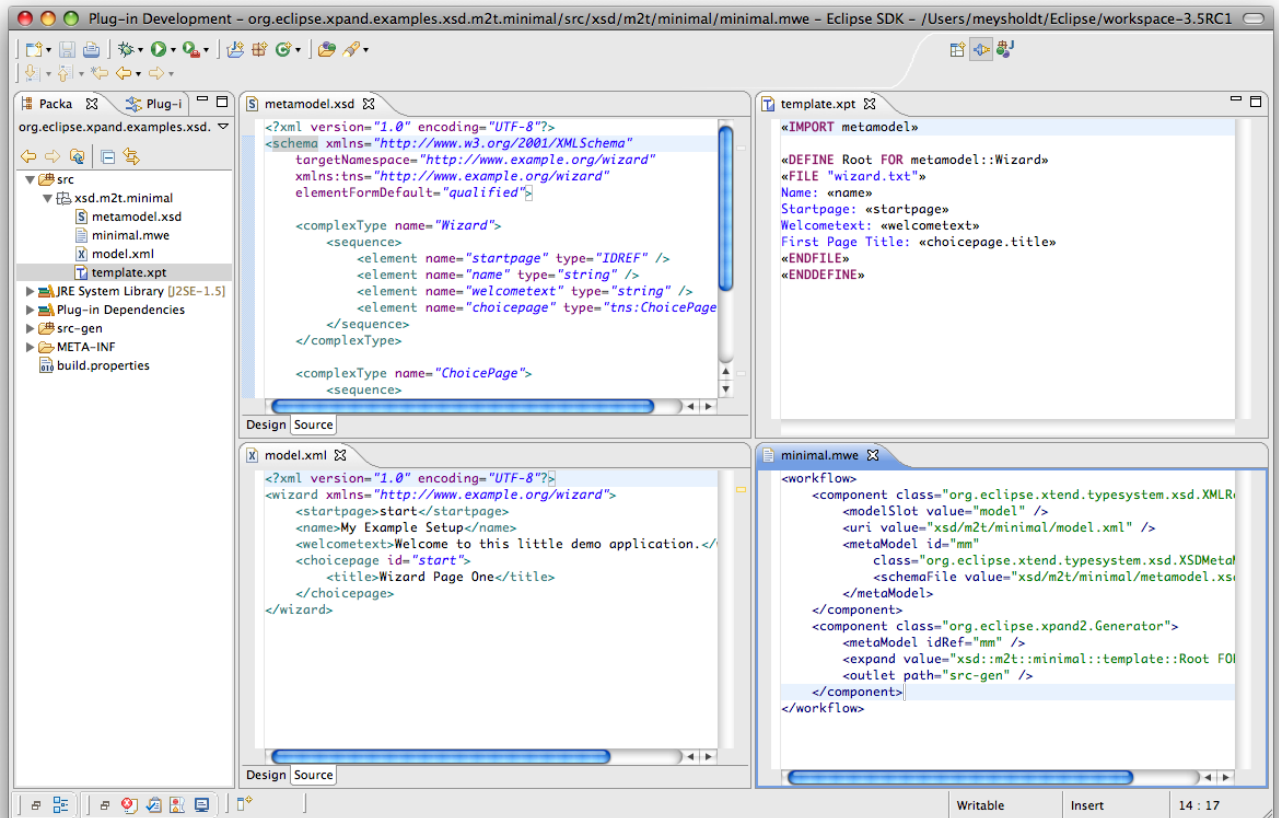 Plug-in Development – org.eclipse.xpand.examples.xsd.m2t.minimal/src/xsd/m2t/minimal/minimal.mwe – Eclipse SDK – /Users/meysholdt/Eclipse/workspace-3.5RC1
Packa
Plug-i
org.eclipse.xpand.examples.xsd.
src
xsd.m2t.minimal
metamodel.xsd
minimal.mwe
model.xml
template.xpt
JRE System Library [J2SE-1.5]
Plug-in Dependencies
src-gen
META-INF
build.properties
metamodel.xsd
<?xml version="1.0" encoding="UTF-8"?>
<schema xmlns="http://www.w3.org/2001/XMLSchema"
targetNamespace="http://www.example.org/wizard"
xmlns:tns="http://www.example.org/wizard"
elementFormDefault="qualified">
<complexType name="Wizard">
<sequence>
<element name="startpage" type="IDREF" />
<element name="name" type="string" />
<element name="welcometext" type="string" />
<element name="choicepage" type="tns:ChoicePage
</sequence>
</complexType>
<complexType name="ChoicePage">
<sequence>
Design Source
template.xpt
«IMPORT metamodel»
«DEFINE Root FOR metamodel::Wizard»
«FILE "wizard.txt"»
Name: «name»
Startpage: «startpage»
Welcometext: «welcometext»
First Page Title: «choicepage.title»
«ENDFILE»
«ENDDEFINE»
model.xml
<?xml version="1.0" encoding="UTF-8"?>
<wizard xmlns="http://www.example.org/wizard">
<startpage>start</startpage>
<name>My Example Setup</name>
<welcometext>Welcome to this little demo application.</
<choicepage id="start">
<title>Wizard Page One</title>
</choicepage>
</wizard>
Design Source
minimal.mwe
<workflow>
<component class="org.eclipse.xtend.typesystem.xsd.XMLRe
<modelSlot value="model" />
<uri value="xsd/m2t/minimal/model.xml" />
<metaModel id="mm"
class="org.eclipse.xtend.typesystem.xsd.XSDMetaM
<schemaFile value="xsd/m2t/minimal/metamodel.xsd
</metaModel>
</component>
<component class="org.eclipse.xpand2.Generator">
<metaModel idRef="mm" />
<expand value="xsd::m2t::minimal::template::Root FOR
<outlet path="src-gen" />
</component>
</workflow>
Writable
Insert
14 : 17